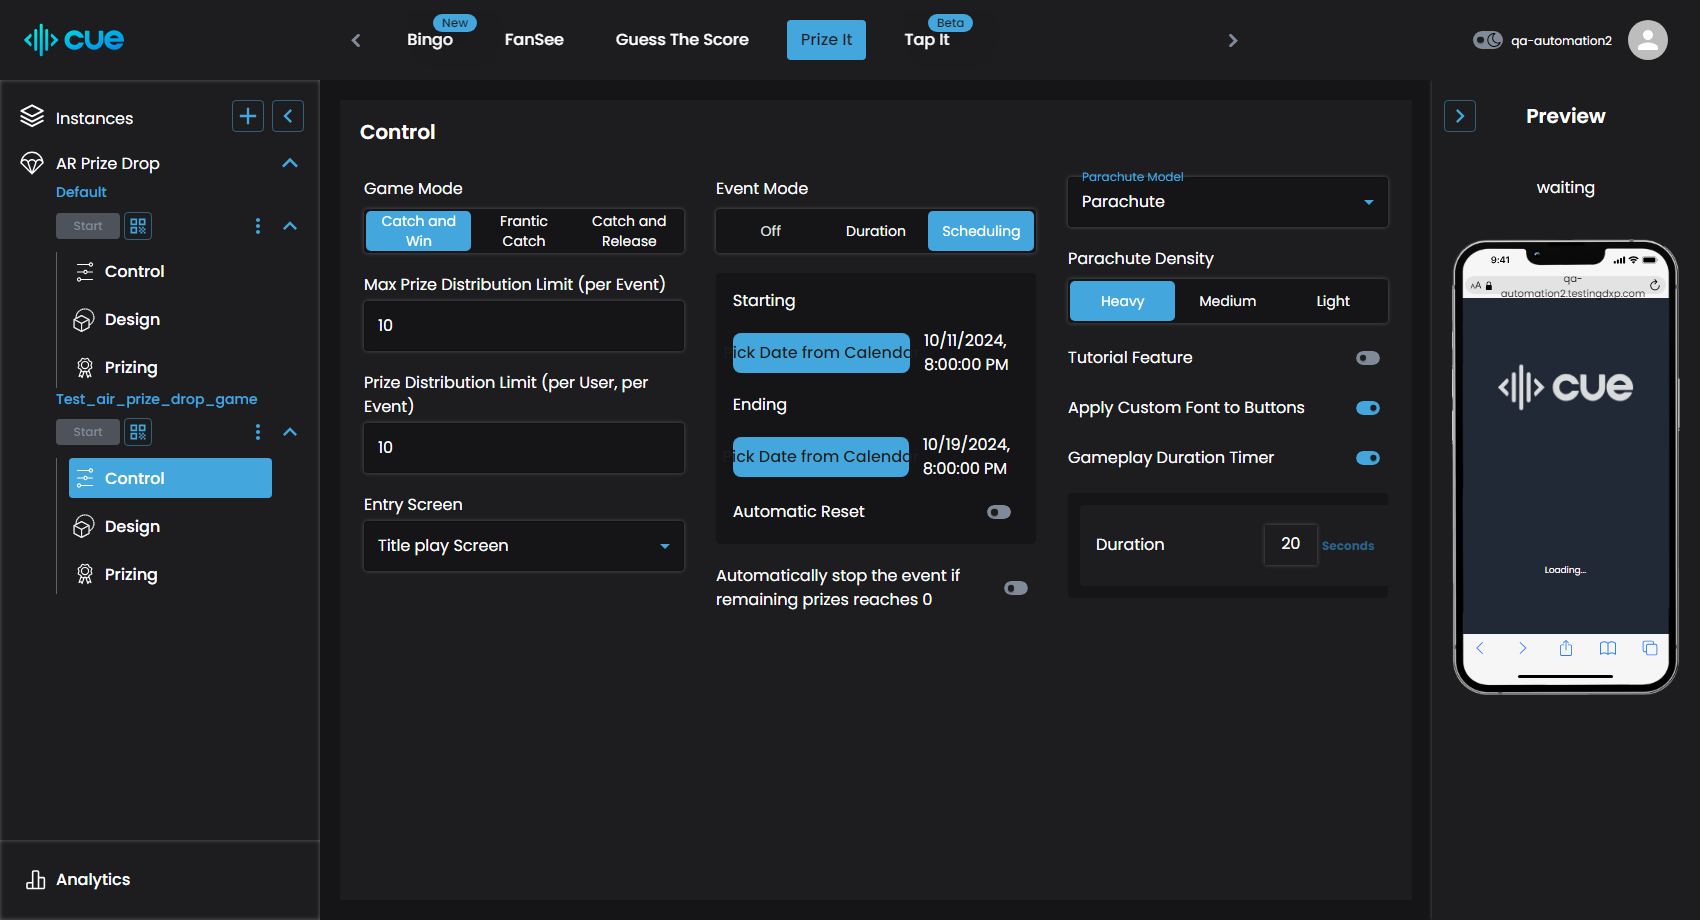 cue
New
Bingo
FanSee
Guess The Score
Prize It
Beta
Tap It
qa-automation2
Instances
AR Prize Drop
Default
Start
Control
Design
Prizing
Test_air_prize_drop_game
Start
Control
Design
Prizing
Analytics
Control
Game Mode
Catch and
Win
Frantic
Catch
Catch and
Release
Max Prize Distribution Limit (per Event)
10
Prize Distribution Limit (per User, per
Event)
10
Entry Screen
Title play Screen
Event Mode
Off
Duration
Scheduling
Starting
Pick Date from Calendar
10/11/2024,
8:00:00 PM
Ending
Pick Date from Calendar
10/19/2024,
8:00:00 PM
Automatic Reset
Automatically stop the event if
remaining prizes reaches 0
Parachute Model
Parachute
Parachute Density
Heavy
Medium
Light
Tutorial Feature
Apply Custom Font to Buttons
Gameplay Duration Timer
Duration
20
Seconds
Preview
waiting
9:41
AA
qa-
automation2.testingdxp.com
cue
Loading...